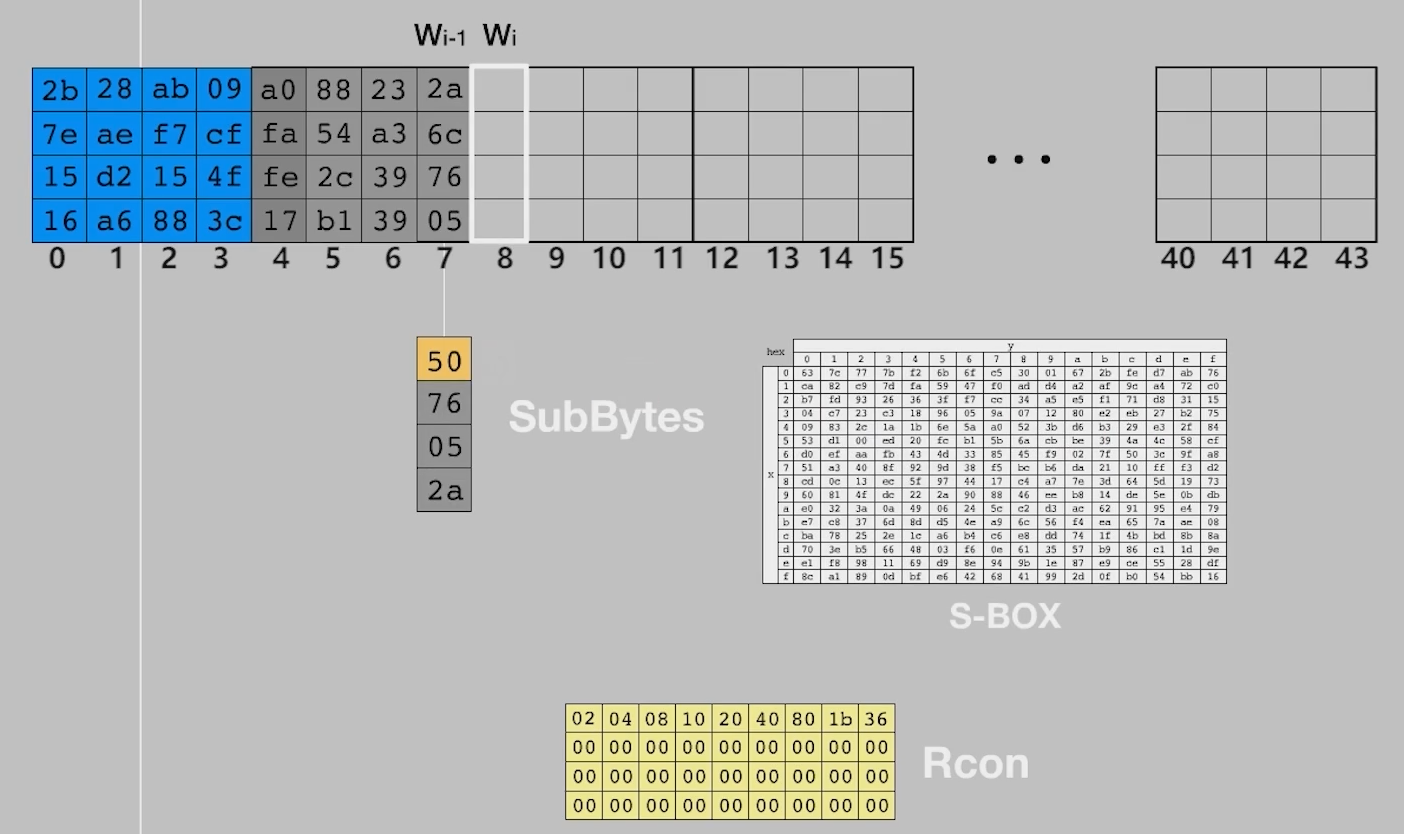 Wi-1 Wi
2b 28 ab 09 a0 88 23 2a
7e ae f7 cf fa 54 a3 6c
15 d2 15 4f fe 2c 39 76
16 a6 88 3c 17 b1 39 05
0 1 2 3 4 5 6 7 8 9 10 11 12 13 14 15 40 41 42 43
50
76
05
2a
SubBytes
hex y
0 1 2 3 4 5 6 7 8 9 a b c d e f
x
0 63 7c 77 7b f2 6b 6f c5 30 01 67 2b fe d7 ab 76
1 ca 82 c9 7d fa 59 47 f0 ad d4 a2 af 9c a4 72 c0
2 b7 fd 93 26 36 3f f7 cc 34 a5 e5 f1 71 d8 31 15
3 04 c7 23 c3 18 96 05 9a 07 12 80 e2 eb 27 b2 75
4 09 83 2c 1a 1b 6e 5a a0 52 3b d6 b3 29 e3 2f 84
5 53 d1 00 ed 20 fc b1 5b 6a cb be 39 4a 4c 58 cf
6 d0 ef aa fb 43 4d 33 85 45 f9 02 7f 50 3c 9f a8
7 51 a3 40 8f 92 9d 38 f5 bc b6 da 21 10 ff f3 d2
8 cd 0c 13 ec 5f 97 44 17 c4 a7 7e 3d 64 5d 19 73
9 60 81 4f dc 22 2a 90 88 46 ee b8 14 de 5e 0b db
a e0 32 3a 0a 49 06 24 5c c2 d3 ac 62 91 95 e4 79
b e7 c8 37 6d 8d d5 4e a9 6c 56 f4 ea 65 7a ae 08
c ba 78 25 2e 1c a6 b4 c6 e8 dd 74 1f 4b bd 8b 8a
d 70 3e b5 66 48 03 f6 0e 61 35 57 b9 86 c1 1d 9e
e e1 f8 98 11 69 d9 8e 94 9b 1e 87 e9 ce 55 28 df
f 8c a1 89 0d bf e6 42 68 41 99 2d 0f b0 54 bb 16
S-BOX
02 04 08 10 20 40 80 1b 36
00 00 00 00 00 00 00 00 00
00 00 00 00 00 00 00 00 00
00 00 00 00 00 00 00 00 00
Rcon